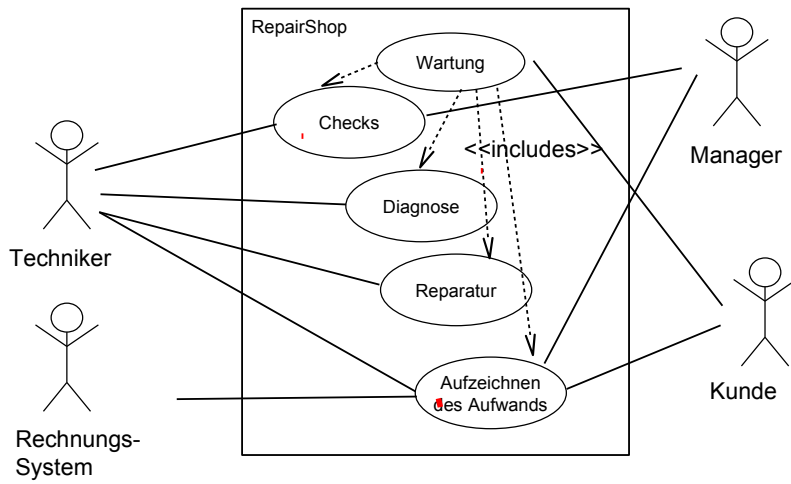 RepairShop
Wartung
Checks
<<includes>>
Manager
Diagnose
Techniker
Reparatur
Aufzeichnen
des Aufwands
Kunde
Rechnungs-
System